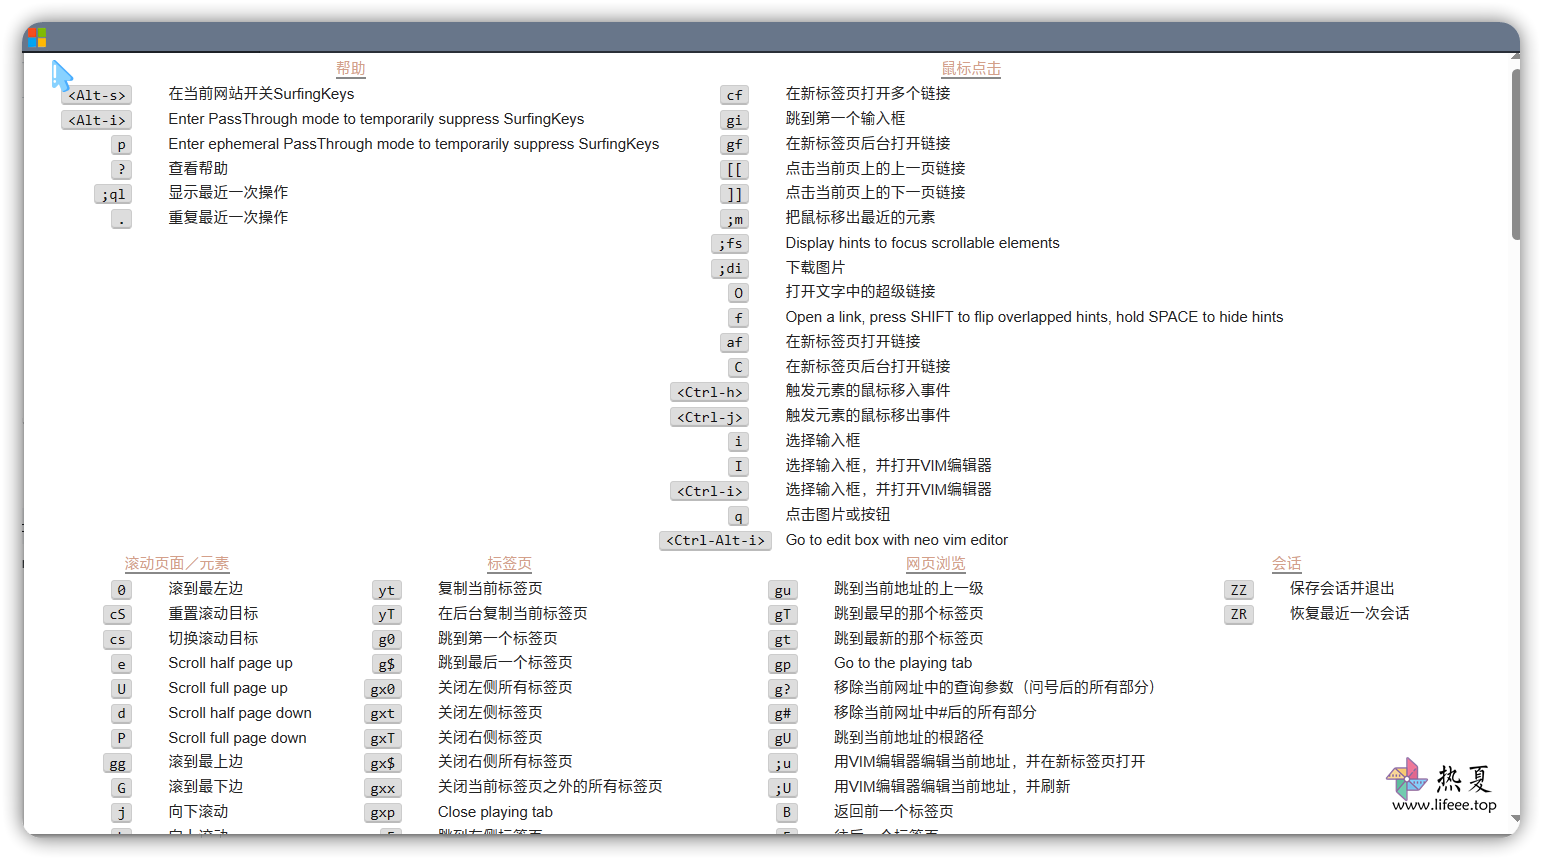 帮助
<Alt-s> 在当前网站开关SurfingKeys
<Alt-i> Enter PassThrough mode to temporarily suppress SurfingKeys
p Enter ephemeral PassThrough mode to temporarily suppress SurfingKeys
? 查看帮助
;ql 显示最近一次操作
. 重复最近一次操作
鼠标点击
cf 在新标签页打开多个链接
gi 跳到第一个输入框
gf 在新标签页后台打开链接
[[ 点击当前页上的上一页链接
]] 点击当前页上的下一页链接
;m 把鼠标移出最近的元素
;fs Display hints to focus scrollable elements
;di 下载图片
O 打开文字中的超级链接
f Open a link, press SHIFT to flip overlapped hints, hold SPACE to hide hints
af 在新标签页打开链接
C 在新标签页后台打开链接
<Ctrl-h> 触发元素的鼠标移入事件
<Ctrl-j> 触发元素的鼠标移出事件
i 选择输入框
I 选择输入框，并打开VIM编辑器
<Ctrl-i> 选择输入框，并打开VIM编辑器
q 点击图片或按钮
<Ctrl-Alt-i> Go to edit box with neo vim editor
滚动页面／元素
0 滚到最左边
cS 重置滚动目标
cs 切换滚动目标
e Scroll half page up
U Scroll full page up
d Scroll half page down
P Scroll full page down
gg 滚到最上边
G 滚到最下边
j 向下滚动
标签页
yt 复制当前标签页
yT 在后台复制当前标签页
g0 跳到第一个标签页
g$ 跳到最后一个标签页
gx0 关闭左侧所有标签页
gxt 关闭左侧标签页
gxT 关闭右侧标签页
gx$ 关闭右侧所有标签页
gxx 关闭当前标签页之外的所有标签页
gxp Close playing tab
网页浏览
gu 跳到当前地址的上一级
gT 跳到最早的那个标签页
gt 跳到最新的那个标签页
gp Go to the playing tab
g? 移除当前网址中的查询参数（问号后的所有部分）
g# 移除当前网址中#后的所有部分
gU 跳到当前地址的根路径
;u 用VIM编辑器编辑当前地址，并在新标签页打开
;U 用VIM编辑器编辑当前地址，并刷新
B 返回前一个标签页
会话
ZZ 保存会话并退出
ZR 恢复最近一次会话
热夏
www.lifeee.top